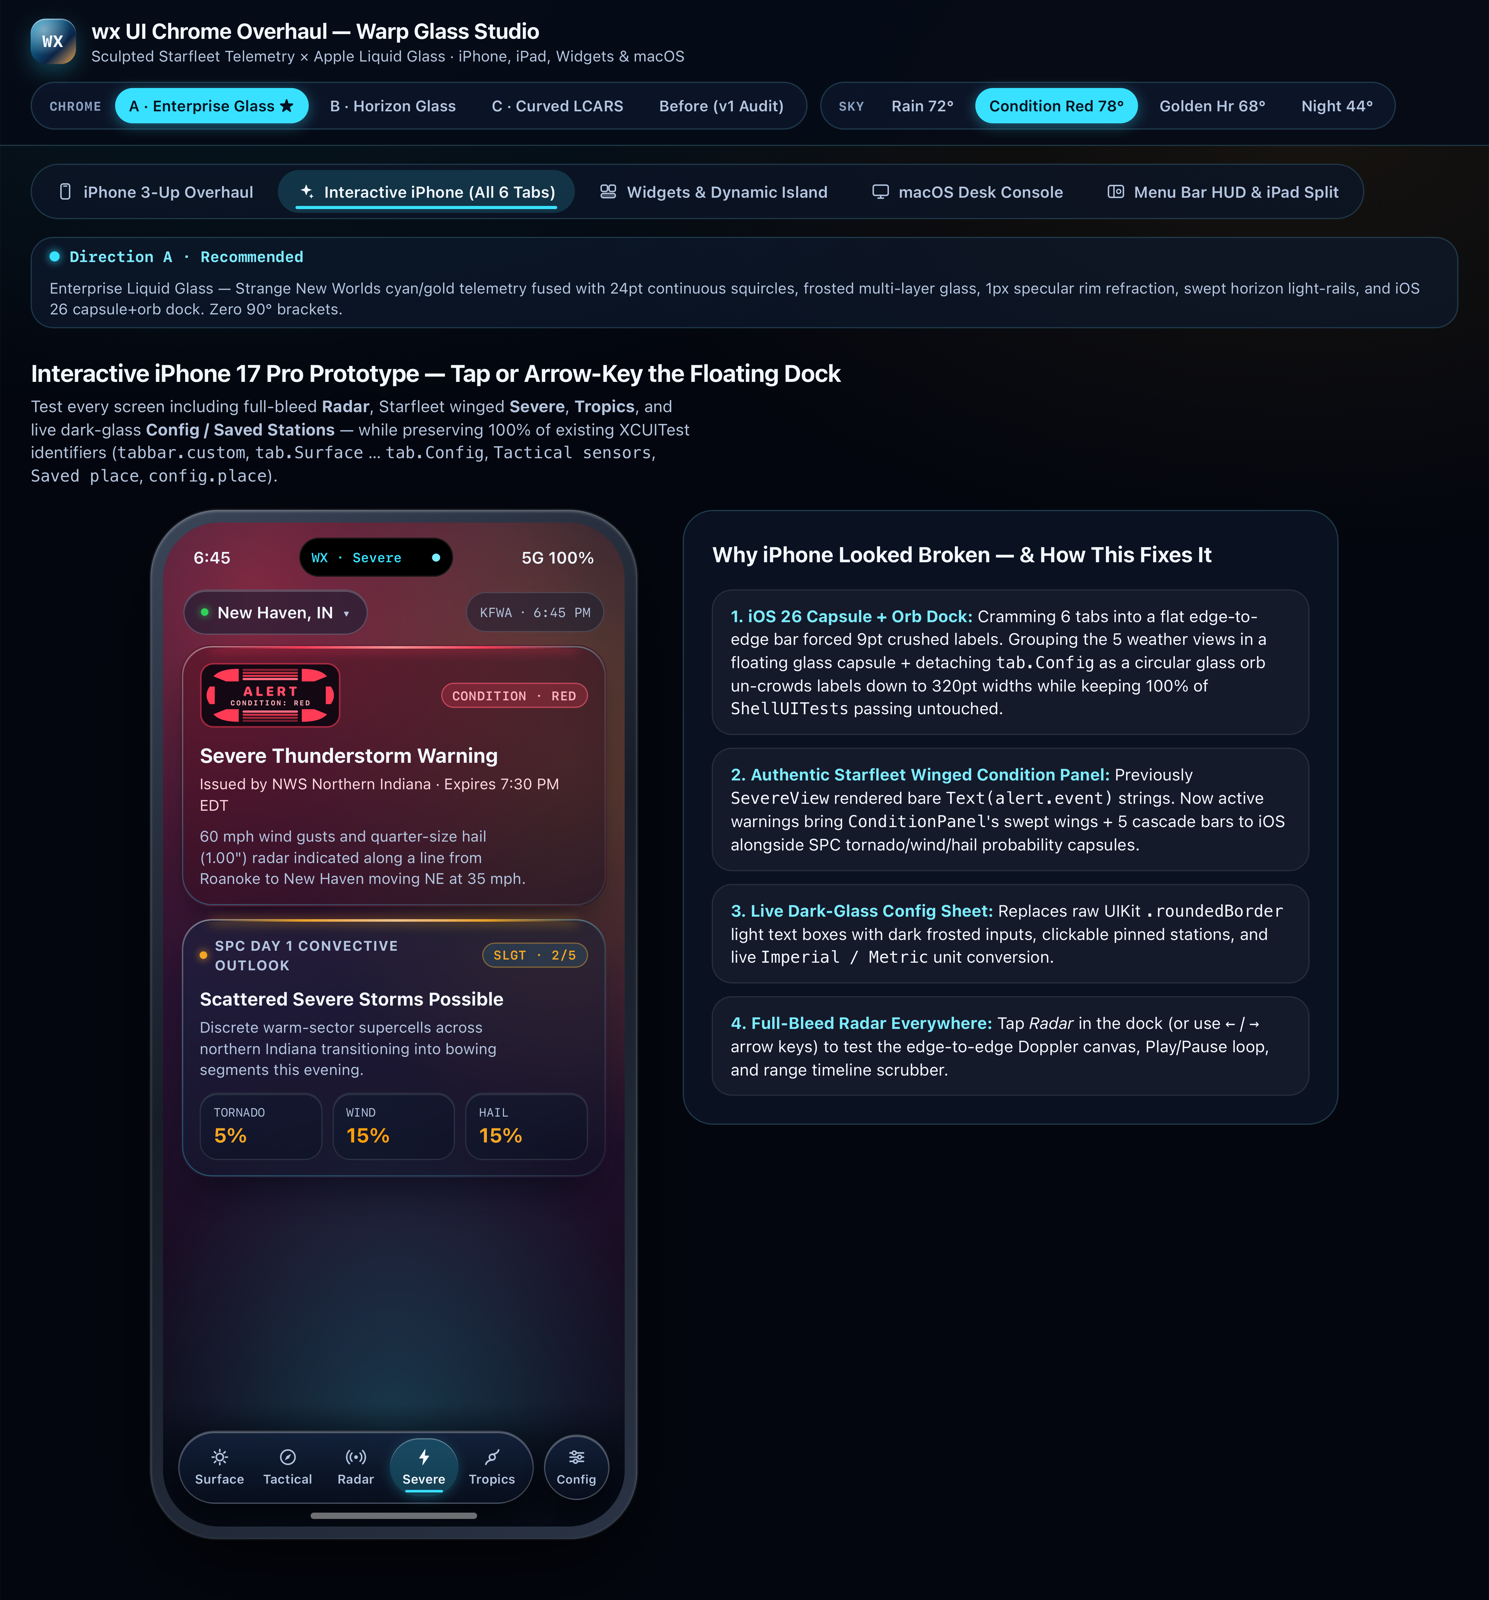 WX
wx UI Chrome Overhaul — Warp Glass Studio
Sculpted Starfleet Telemetry × Apple Liquid Glass · iPhone, iPad, Widgets & macOS
CHROME A · Enterprise Glass ★ B · Horizon Glass C · Curved LCARS Before (v1 Audit)
SKY Rain 72° Condition Red 78° Golden Hr 68° Night 44°
iPhone 3-Up Overhaul Interactive iPhone (All 6 Tabs) Widgets & Dynamic Island macOS Desk Console Menu Bar HUD & iPad Split
Direction A · Recommended
Enterprise Liquid Glass — Strange New Worlds cyan/gold telemetry fused with 24pt continuous squircles, frosted multi-layer glass, 1px specular rim refraction, swept horizon light-rails, and iOS
26 capsule+orb dock. Zero 90° brackets.
Interactive iPhone 17 Pro Prototype — Tap or Arrow-Key the Floating Dock
Test every screen including full-bleed Radar, Starfleet winged Severe, Tropics, and
live dark-glass Config / Saved Stations — while preserving 100% of existing XCUITest
identifiers (tabbar.custom, tab.Surface … tab.Config, Tactical sensors,
Saved place, config.place).
6:45
WX · Severe
5G 100%
New Haven, IN ▾
KFWA · 6:45 PM
ALERT
CONDITION: RED
CONDITION · RED
Severe Thunderstorm Warning
Issued by NWS Northern Indiana · Expires 7:30 PM
EDT
60 mph wind gusts and quarter-size hail
(1.00") radar indicated along a line from
Roanoke to New Haven moving NE at 35 mph.
SPC DAY 1 CONVECTIVE
OUTLOOK
SLGT · 2/5
Scattered Severe Storms Possible
Discrete warm-sector supercells across
northern Indiana transitioning into bowing
segments this evening.
TORNADO
5%
WIND
15%
HAIL
15%
Surface Tactical Radar Severe Tropics Config
Why iPhone Looked Broken — & How This Fixes It
1. iOS 26 Capsule + Orb Dock: Cramming 6 tabs into a flat edge-to-
edge bar forced 9pt crushed labels. Grouping the 5 weather views in a
floating glass capsule + detaching tab.Config as a circular glass orb
un-crowds labels down to 320pt widths while keeping 100% of
ShellUITests passing untouched.
2. Authentic Starfleet Winged Condition Panel: Previously
SevereView rendered bare Text(alert.event) strings. Now active
warnings bring ConditionPanel's swept wings + 5 cascade bars to iOS
alongside SPC tornado/wind/hail probability capsules.
3. Live Dark-Glass Config Sheet: Replaces raw UIKit .roundedBorder
light text boxes with dark frosted inputs, clickable pinned stations, and
live Imperial / Metric unit conversion.
4. Full-Bleed Radar Everywhere: Tap Radar in the dock (or use ← / →
arrow keys) to test the edge-to-edge Doppler canvas, Play/Pause loop,
and range timeline scrubber.